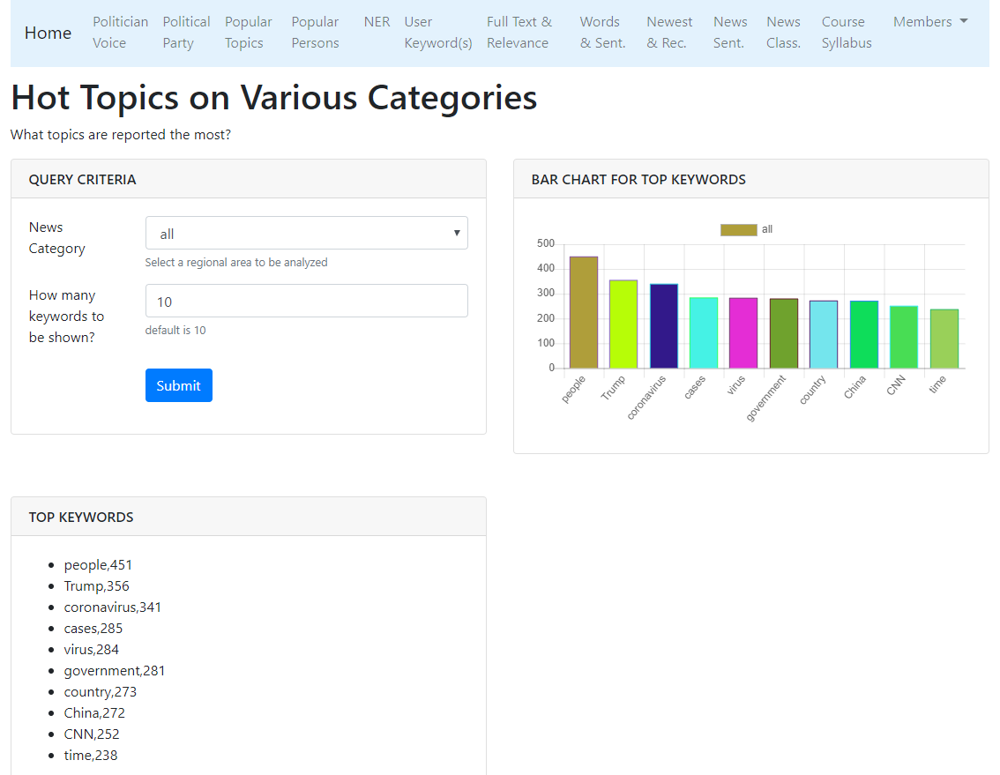 Home
Politician Voice
Political Party
Popular Topics
Popular Persons
NER
User Keyword(s)
Full Text & Relevance
Words & Sent.
Newest & Rec.
News Sent.
News Class.
Course Syllabus
Members
Hot Topics on Various Categories
What topics are reported the most?
QUERY CRITERIA
News Category
all
Select a regional area to be analyzed
How many keywords to be shown?
10
default is 10
Submit
BAR CHART FOR TOP KEYWORDS
all
500
400
300
200
100
0
people
Trump
coronavirus
cases
virus
government
country
China
CNN
time
TOP KEYWORDS
people,451
Trump,356
coronavirus,341
cases,285
virus,284
government,281
country,273
China,272
CNN,252
time,238